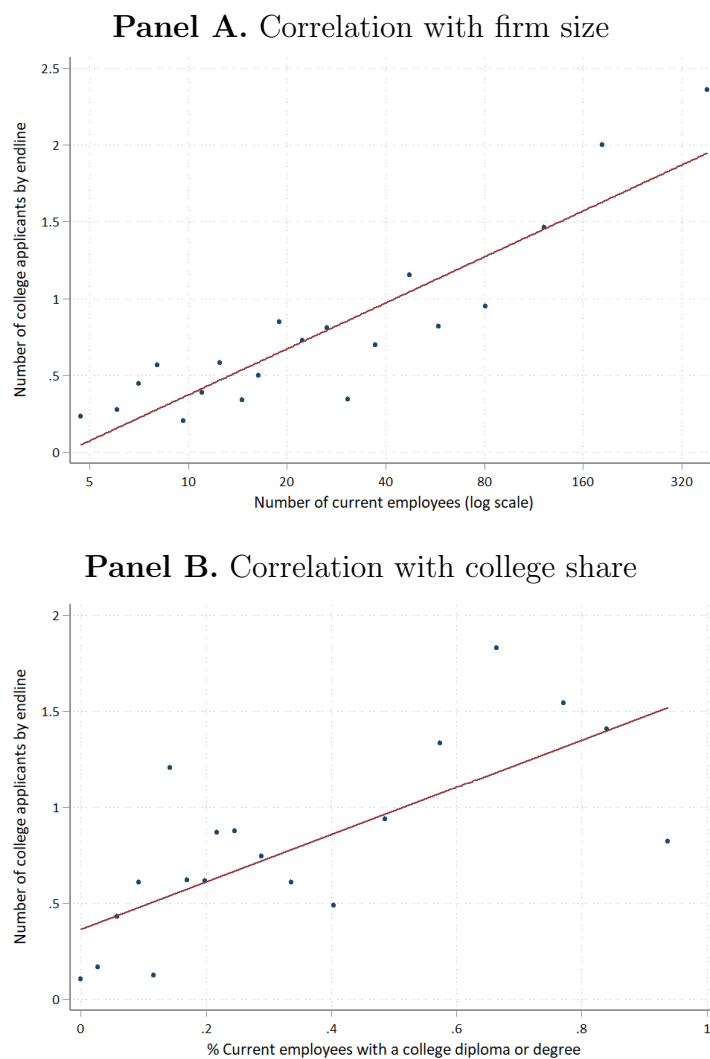 Panel A. Correlation with firm size
2.5
2
1.5
1
.5
0
Number of college applicants by endline
5 10 20 40 80 160 320
Number of current employees (log scale)
Panel B. Correlation with college share
2
1.5
1
.5
0
Number of college applicants by endline
0 .2 .4 .6 .8 1
% Current employees with a college diploma or degree